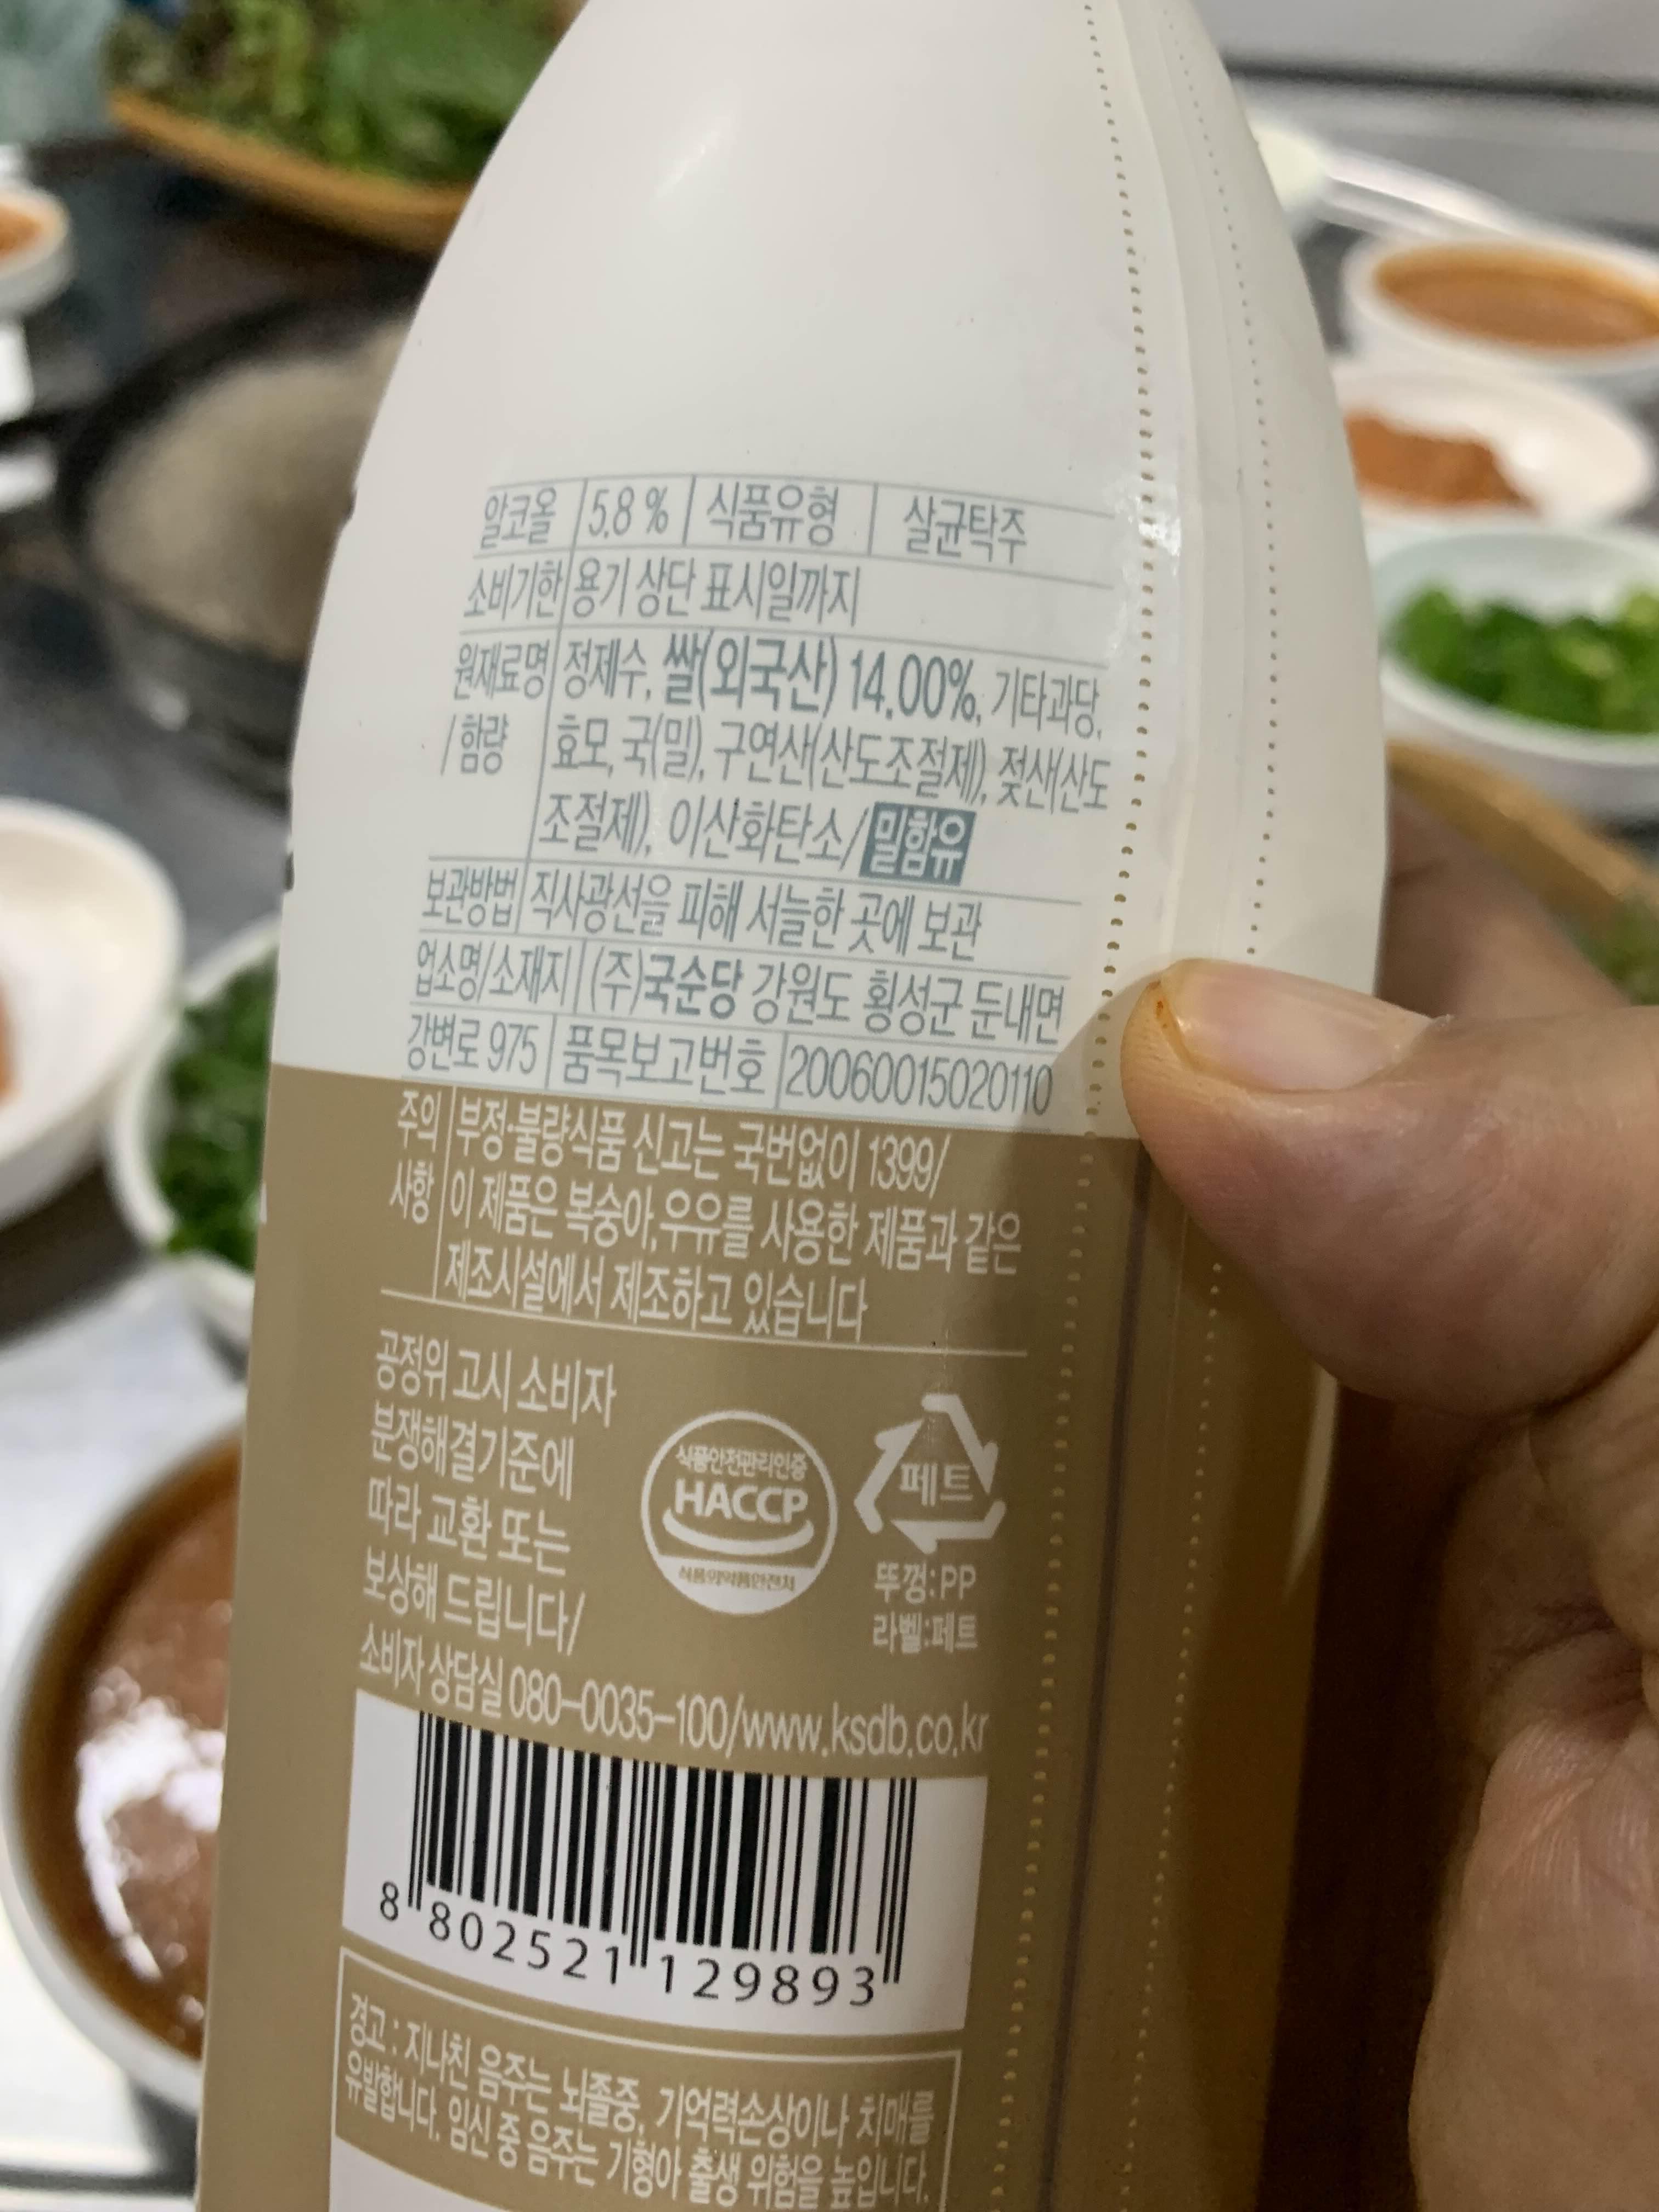 알코올 5.8 % 식품유형 살균탁주
소비기한 용기 상단 표시일까지
원재료명 정제수, 쌀(외국산) 14.00%, 기타과당,
/함량 효모, 국(밀), 구연산(산도조절제), 젖산(산도
조절제), 이산화탄소/밀함유
보관방법 직사광선을 피해 서늘한 곳에 보관
업소명/소재지 (주)국순당 강원도 횡성군 둔내면
강변로 975 품목보고번호 20060015020110
주의 부정·불량식품 신고는 국번없이 1399/
사항 이 제품은 복숭아,우유를 사용한 제품과 같은
제조시설에서 제조하고 있습니다
공정위 고시 소비자
분쟁해결기준에
따라 교환 또는
보상해 드립니다/
식품안전관리인증
HACCP
식품의약품안전처
페트
뚜껑:PP
라벨:페트
소비자 상담실 080-0035-100/www.ksdb.co.kr
8 802521 129893
경고 : 지나친 음주는 뇌졸중, 기억력손상이나 치매를
유발합니다. 임신 중 음주는 기형아 출생 위험을 높입니다.